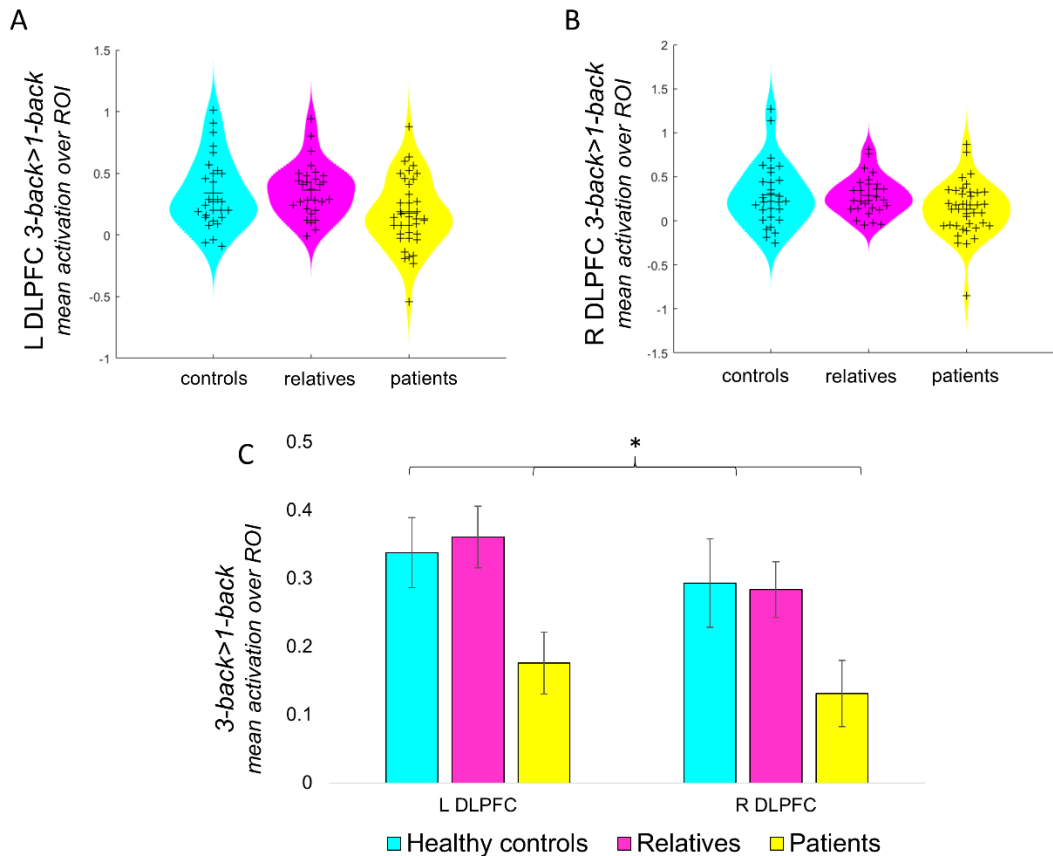 A
L DLPFC 3-back>1-back
mean activation over ROI
1.5
1
0.5
0
-0.5
-1
controls relatives patients
B
R DLPFC 3-back>1-back
mean activation over ROI
2
1.5
1
0.5
0
-0.5
-1
-1.5
controls relatives patients
C
3-back>1-back
mean activation over ROI
0.5
0.4
0.3
0.2
0.1
0
*
L DLPFC R DLPFC
Healthy controls Relatives Patients